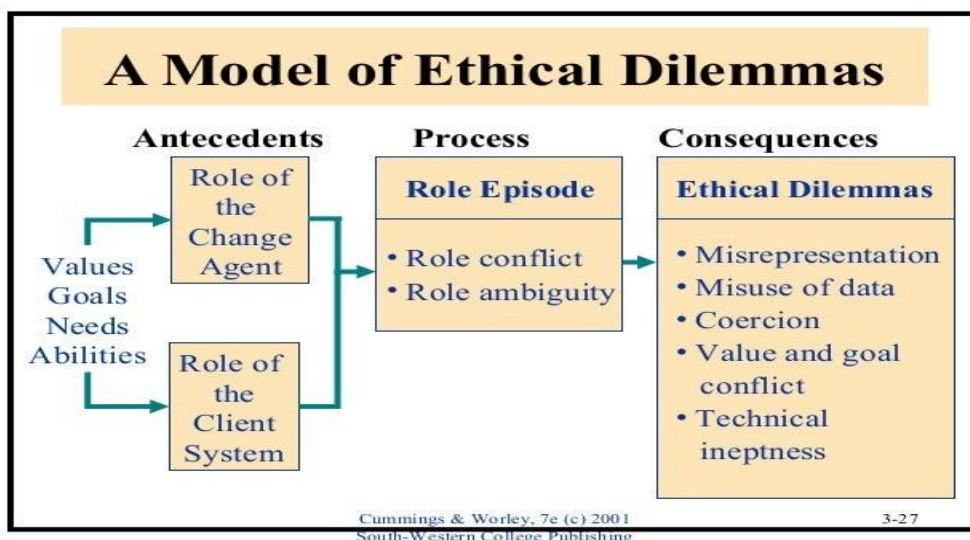 A Model of Ethical Dilemmas
Antecedents
Process
Consequences
Values
Goals
Needs
Abilities
Role of
the
Change
Agent
Role of
the
Client
System
Role Episode
• Role conflict
• Role ambiguity
Ethical Dilemmas
• Misrepresentation
• Misuse of data
• Coercion
• Value and goal
conflict
• Technical
ineptness
Cummings & Worley, 7e (c) 2001
South-Western College Publishing
3-27